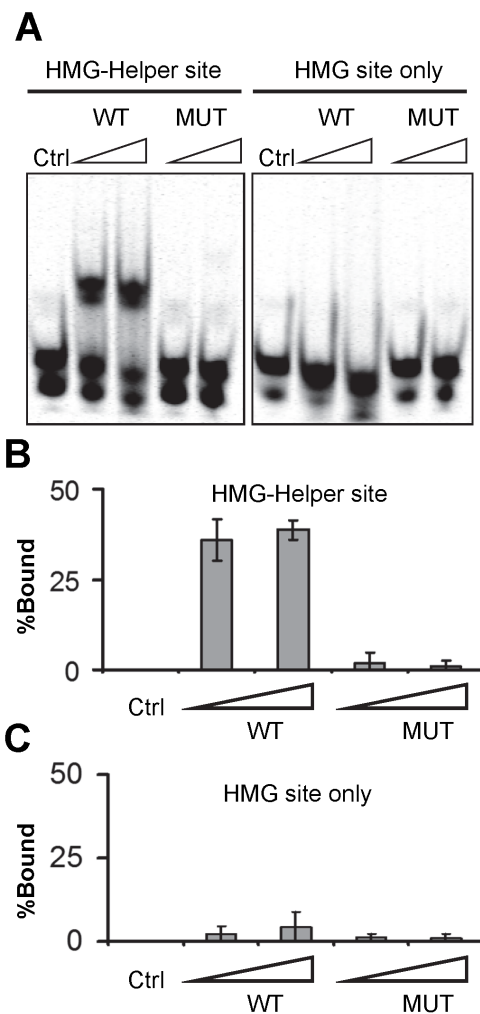 A
HMG-Helper site HMG site only
WT MUT WT MUT
Ctrl Ctrl
B
50
HMG-Helper site
25
%Bound
0
Ctrl
WT MUT
C
50
HMG site only
25
%Bound
0
Ctrl
WT MUT